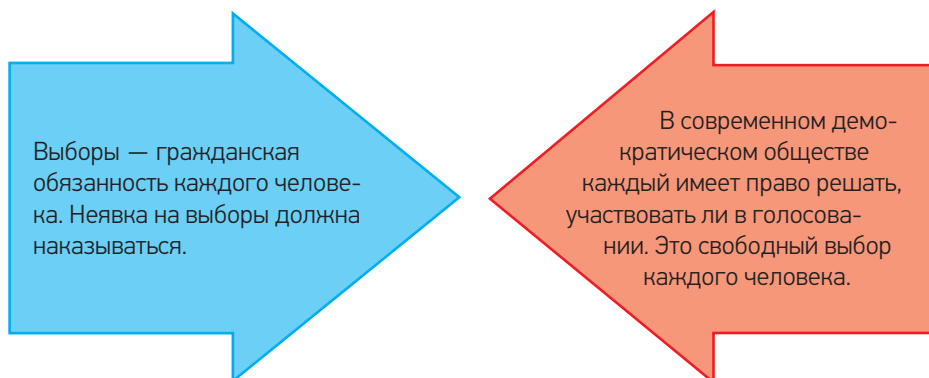 Выборы — гражданская
обязанность каждого челове-
ка. Неявка на выборы должна
наказываться.
В современном демо-
кратическом обществе
каждый имеет право решать,
участвовать ли в голосова-
нии. Это свободный выбор
каждого человека.